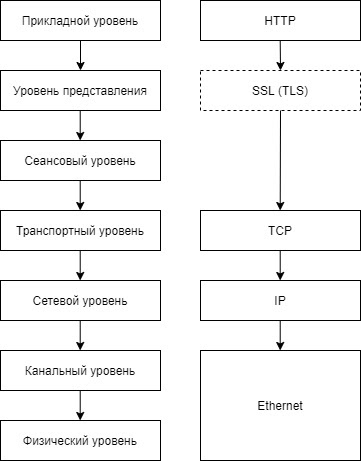 Прикладной уровень
HTTP
Уровень представления
SSL (TLS)
Сеансовый уровень
Транспортный уровень
TCP
Сетевой уровень
IP
Канальный уровень
Ethernet
Физический уровень